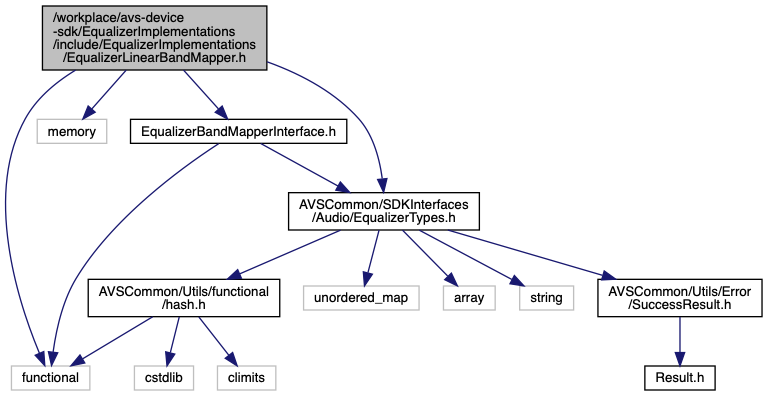 /workplace/avs-device
-sdk/EqualizerImplementations
/include/EqualizerImplementations
/EqualizerLinearBandMapper.h
memory
EqualizerBandMapperInterface.h
AVSCommon/SDKInterfaces
/Audio/EqualizerTypes.h
AVSCommon/Utils/functional
/hash.h
unordered_map
array
string
AVSCommon/Utils/Error
/SuccessResult.h
functional
cstdlib
climits
Result.h